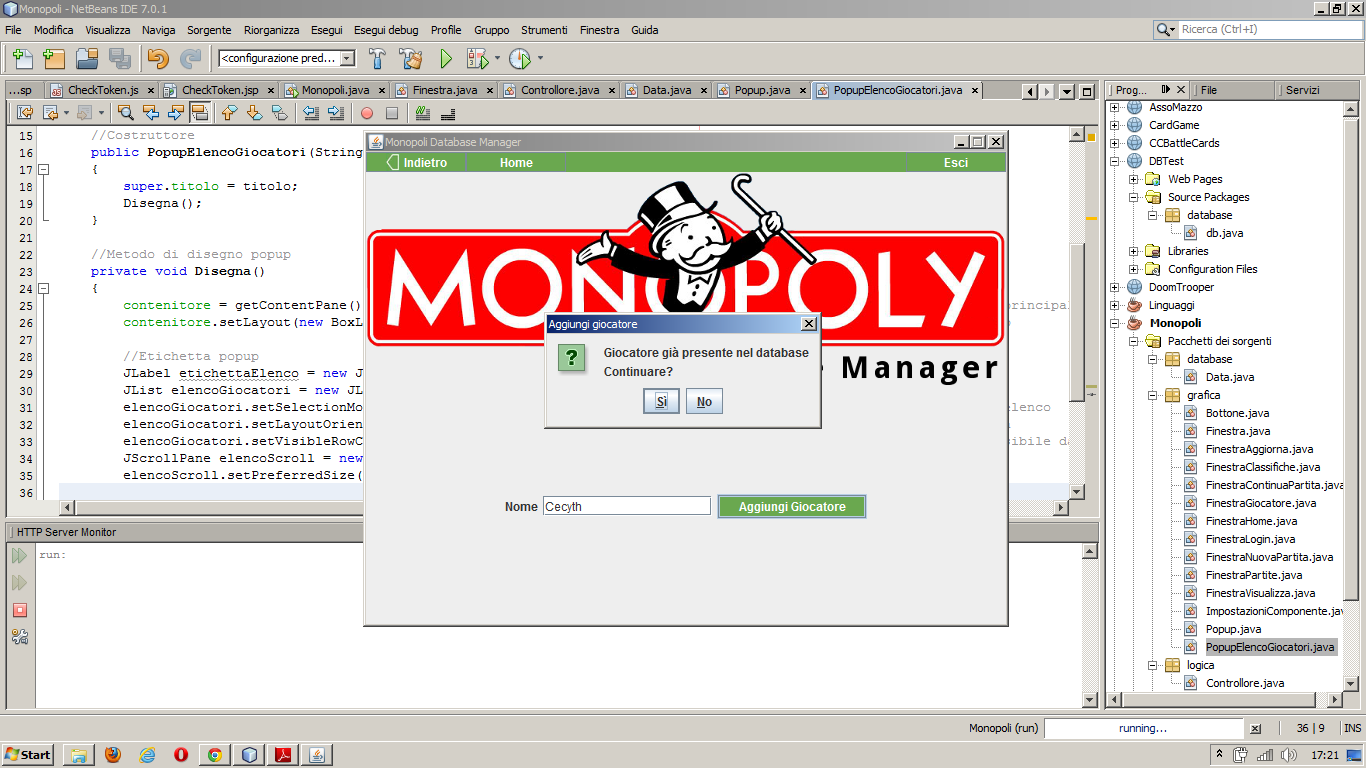 Monopoli - NetBeans IDE 7.0.1
File Modifica Visualizza Naviga Sorgente Riorganizza Esegui Esegui debug Profile Gruppo Strumenti Finestra Guida
Ricerca (Ctrl+I)
<configurazione pred...
...sp CheckToken.js CheckToken.jsp Monopoli.java Finestra.java Controllore.java Data.java Popup.java PopupElencoGiocatori.java
15 //Costruttore
16 public PopupElencoGiocatori(String
17 {
18 super.titolo = titolo;
19 Disegna();
20 }
21
22 //Metodo di disegno popup
23 private void Disegna()
24 {
25 contenitore = getContentPane() principal
26 contenitore.setLayout(new BoxL
27
28 //Etichetta popup
29 JLabel etichettaElenco = new J
30 JList elencoGiocatori = new JL
31 elencoGiocatori.setSelectionMo elenco
32 elencoGiocatori.setLayoutOrien
33 elencoGiocatori.setVisibleRowC sibile da
34 JScrollPane elencoScroll = new
35 elencoScroll.setPreferredSize(
36
Monopoli Database Manager
Indietro Home Esci
MONOPOLY
Manager
Aggiungi giocatore
Giocatore già presente nel database
Continuare?
Sì No
Nome Cecyth Aggiungi Giocatore
HTTP Server Monitor
run:
Prog... File Servizi
AssoMazzo
CardGame
CCBattleCards
DBTest
Web Pages
Source Packages
database
db.java
Libraries
Configuration Files
DoomTrooper
Linguaggi
Monopoli
Pacchetti dei sorgenti
database
Data.java
grafica
Bottone.java
Finestra.java
FinestraAggiorna.java
FinestraClassifiche.java
FinestraContinuaPartita.java
FinestraGiocatore.java
FinestraHome.java
FinestraLogin.java
FinestraNuovaPartita.java
FinestraPartite.java
FinestraVisualizza.java
ImpostazioniComponente.jav
Popup.java
PopupElencoGiocatori.java
logica
Controllore.java
Monopoli (run) running... 36 | 9 INS
Start 17:21